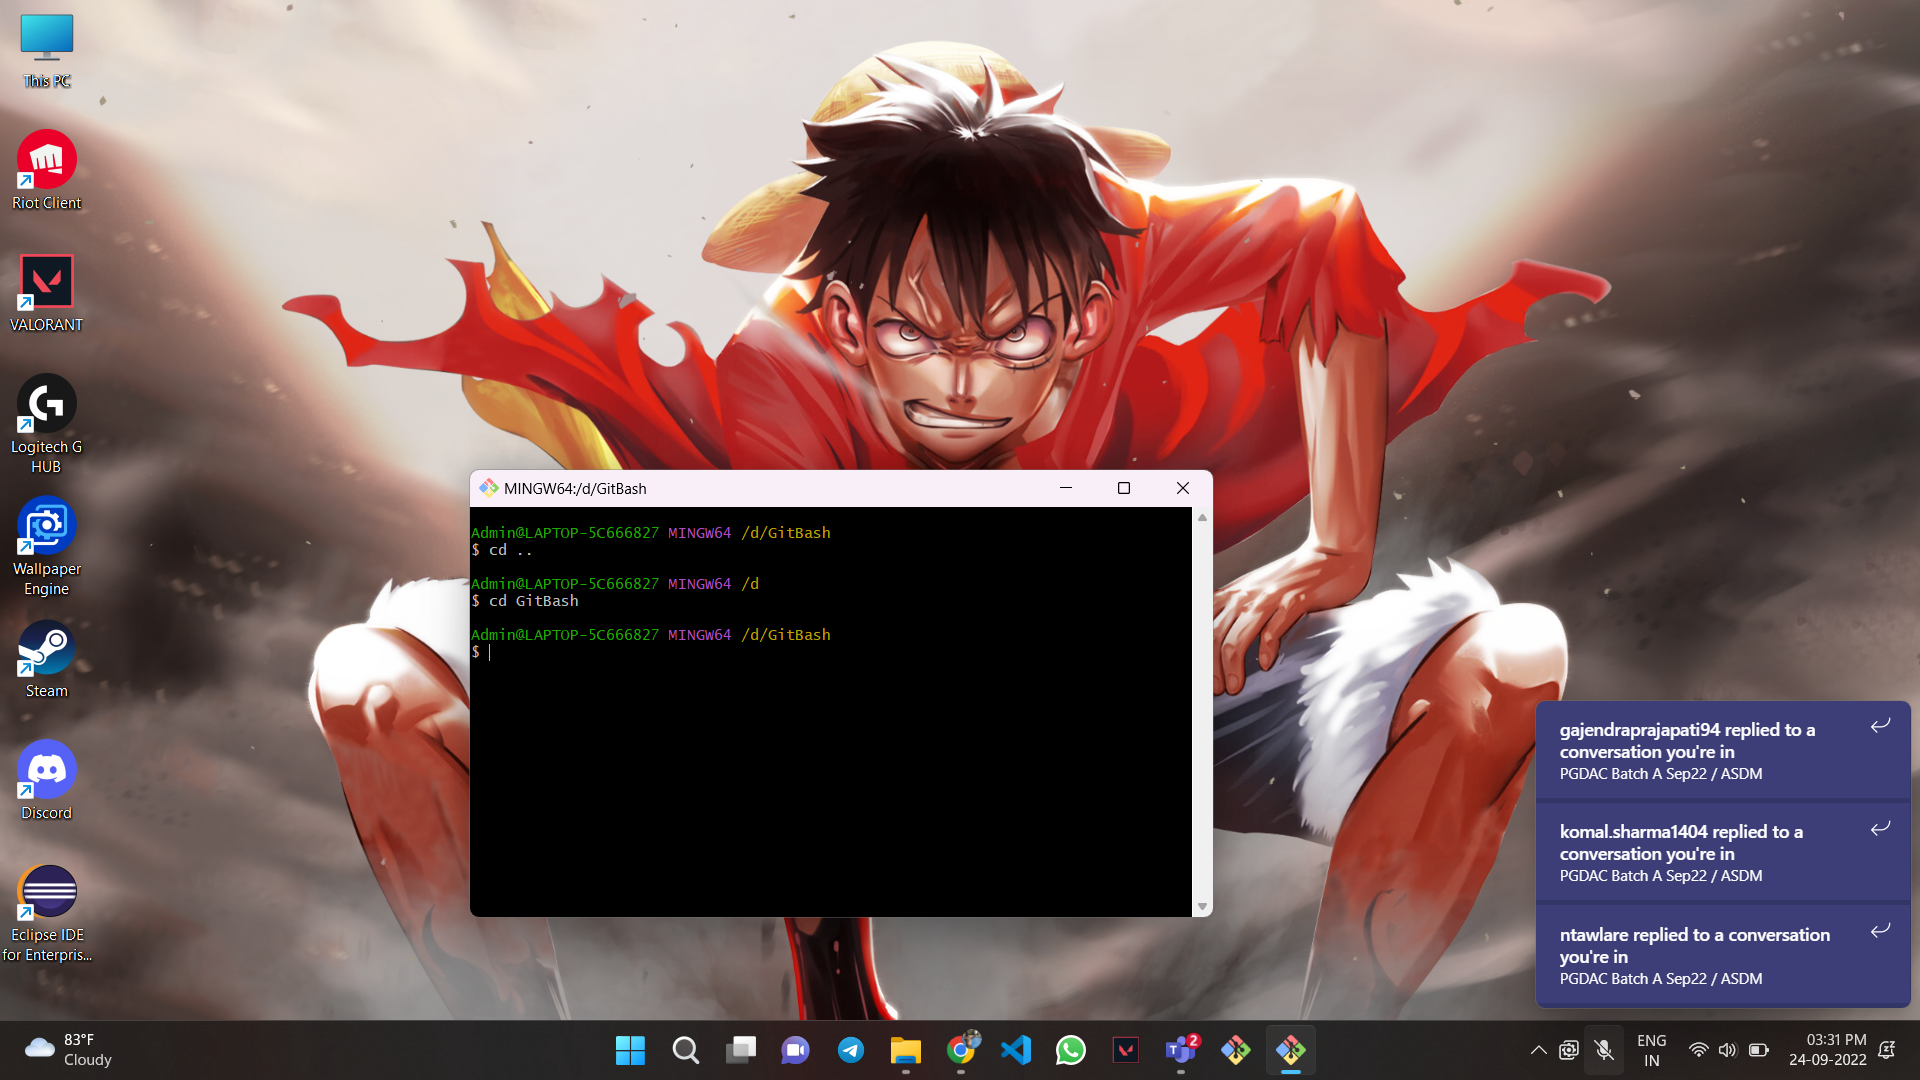 This PC
Riot Client
VALORANT
Logitech G
HUB
Wallpaper
Engine
Steam
Discord
Eclipse IDE
for Enterpris...
MINGW64:/d/GitBash
Admin@LAPTOP-5C666827 MINGW64 /d/GitBash
$ cd ..
Admin@LAPTOP-5C666827 MINGW64 /d
$ cd GitBash
Admin@LAPTOP-5C666827 MINGW64 /d/GitBash
$
gajendraprajapati94 replied to a
conversation you're in
PGDAC Batch A Sep22 / ASDM
komal.sharma1404 replied to a
conversation you're in
PGDAC Batch A Sep22 / ASDM
ntawlare replied to a conversation
you're in
PGDAC Batch A Sep22 / ASDM
83°F
Cloudy
2
ENG
IN
03:31 PM
24-09-2022